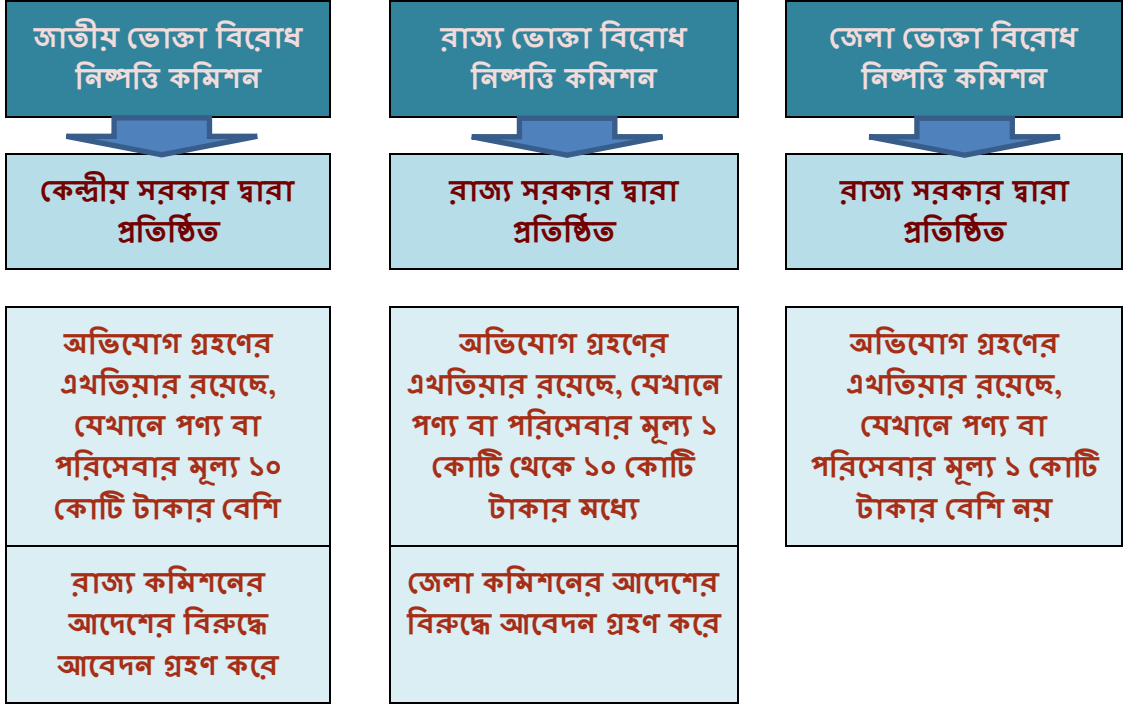 জাতীয় ভোক্তা বিরোধ
নিষ্পত্তি কমিশন
কেন্দ্রীয় সরকার দ্বারা
প্রতিষ্ঠিত
অভিযোগ গ্রহণের
এখতিয়ার রয়েছে,
যেখানে পণ্য বা
পরিসেবার মূল্য ১০
কোটি টাকার বেশি
রাজ্য কমিশনের
আদেশের বিরুদ্ধে
আবেদন গ্রহণ করে
রাজ্য ভোক্তা বিরোধ
নিষ্পত্তি কমিশন
রাজ্য সরকার দ্বারা
প্রতিষ্ঠিত
অভিযোগ গ্রহণের
এখতিয়ার রয়েছে, যেখানে
পণ্য বা পরিসেবার মূল্য ১
কোটি থেকে ১০ কোটি
টাকার মধ্যে
জেলা কমিশনের আদেশের
বিরুদ্ধে আবেদন গ্রহণ করে
জেলা ভোক্তা বিরোধ
নিষ্পত্তি কমিশন
রাজ্য সরকার দ্বারা
প্রতিষ্ঠিত
অভিযোগ গ্রহণের
এখতিয়ার রয়েছে,
যেখানে পণ্য বা
পরিসেবার মূল্য ১ কোটি
টাকার বেশি নয়